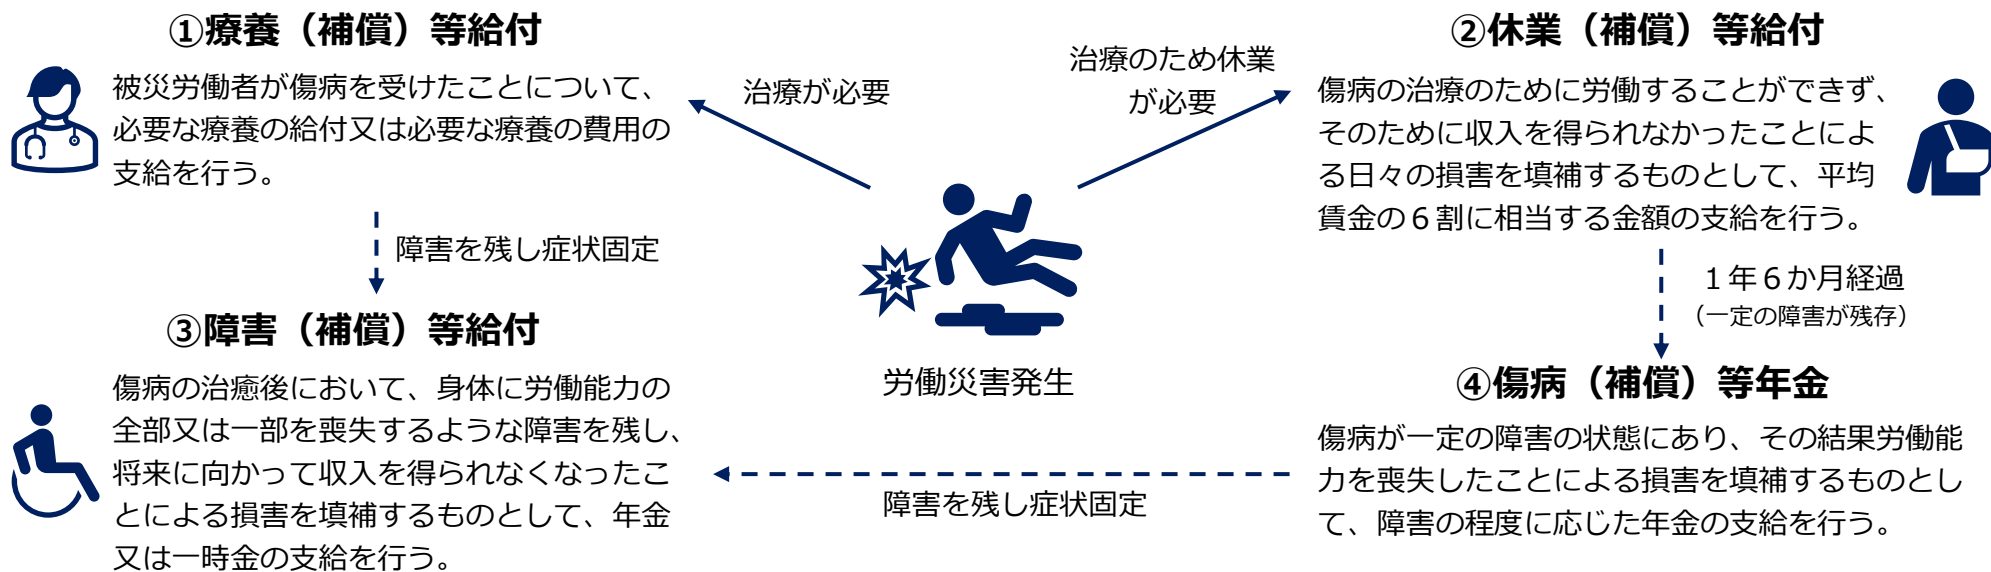 ①療養（補償）等給付
被災労働者が傷病を受けたことについて、
必要な療養の給付又は必要な療養の費用の
支給を行う。
治療が必要
治療のため休業
が必要
②休業（補償）等給付
傷病の治療のために労働することができず、
そのために収入を得られなかったことによ
る日々の損害を填補するものとして、平均
賃金の６割に相当する金額の支給を行う。
障害を残し症状固定
１年６か月経過
（一定の障害が残存）
労働災害発生
③障害（補償）等給付
傷病の治癒後において、身体に労働能力の
全部又は一部を喪失するような障害を残し、
将来に向かって収入を得られなくなったこ
とによる損害を填補するものとして、年金
又は一時金の支給を行う。
障害を残し症状固定
④傷病（補償）等年金
傷病が一定の障害の状態にあり、その結果労働能
力を喪失したことによる損害を填補するものとし
て、障害の程度に応じた年金の支給を行う。